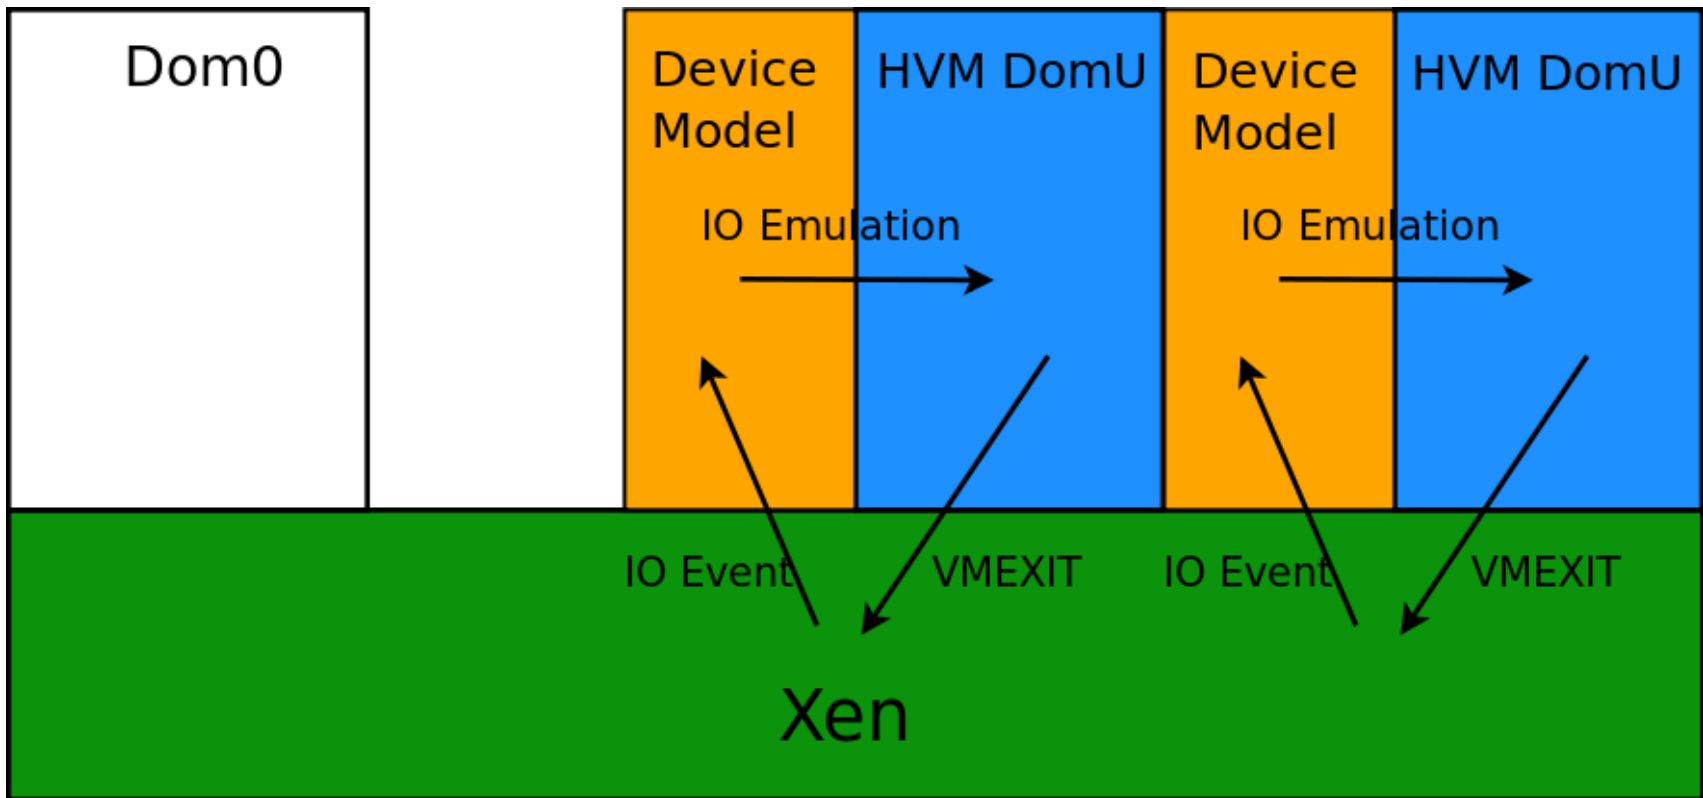 Dom0
Device
Model
HVM DomU
Device
Model
HVM DomU
IO Emulation
IO Emulation
IO Event
VMEXIT
IO Event
VMEXIT
Xen